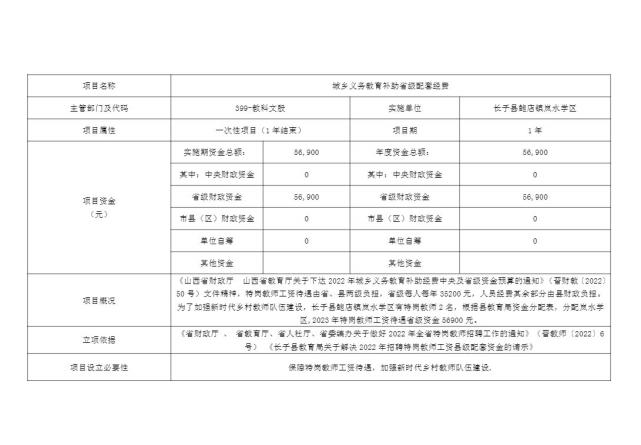 项目名称 城乡义务教育补助省级配套经费
主管部门及代码 399-教科文股 实施单位 长子县鲍店镇岚水学区
项目属性 一次性项目（1年结束） 项目期 1年
实施期资金总额： 56,900 年度资金总额： 56,900
其中：中央财政资金 0 其中：中央财政资金 0
项目资金
（元）
省级财政资金 56,900 省级财政资金 56,900
市县（区）财政资金 0 市县（区）财政资金 0
单位自筹 0 单位自筹 0
其他资金 其他资金
项目概况
《山西省财政厅 山西省教育厅关于下达2022年城乡义务教育补助经费中央及省级资金预算的通知》（晋财教〔2022〕
50号）文件精神，特岗教师工资待遇由省、县两级负担，省级每人每年35200元，人员经费其余部分由县财政负担。
为了加强新时代乡村教师队伍建设，长子县鲍店镇岚水学区有特岗教师2名，根据县教育局资金分配表，分配岚水学
区,2023年特岗教师工资待遇省级资金56900元。
立项依据
《省财政厅 、省教育厅、省人社厅、省委编办关于做好2022年全省特岗教师招聘工作的通知》（晋教师〔2022〕6
号） 《长子县教育局关于解决2022年招聘特岗教师工资县级配套资金的请示》
项目设立必要性 保障特岗教师工资待遇，加强新时代乡村教师队伍建设.